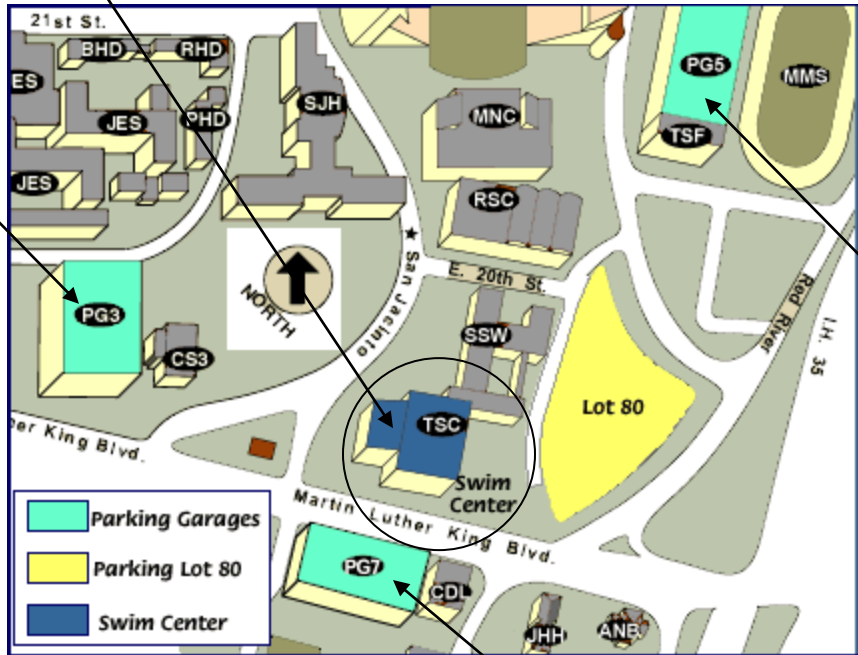 21st St.
BHD
RHD
ES
JES
PHD
SJH
JES
MNC
PG5
MMS
TSF
RSC
San Jacinto
E. 20th St.
NORTH
Red River
I.H. 35
PG3
CS3
SSW
Lot 80
TSC
Swim
Center
her King Blvd.
Martin Luther King Blvd.
Parking Garages
Parking Lot 80
Swim Center
PG7
CDL
JHH
ANB